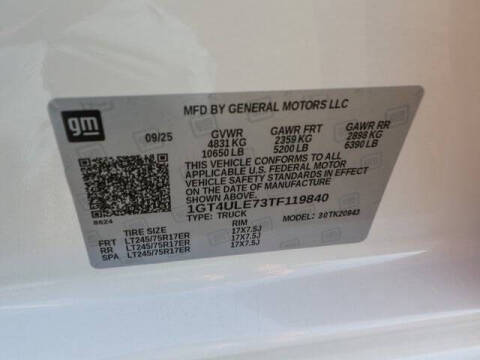 gm
MFD BY GENERAL MOTORS LLC
09/25 GVWR GAWR FRT GAWR RR
4831 KG 2359 KG 2898 KG
10650 LB 5200 LB 6390 LB
THIS VEHICLE CONFORMS TO ALL
APPLICABLE U.S. FEDERAL MOTOR
VEHICLE SAFETY STANDARDS IN EFFECT
ON THE DATE OF MANUFACTURE
SHOWN ABOVE.
1GT4ULE73TF119840
8624 TYPE: TRUCK MODEL: 30TK20943
TIRE SIZE RIM
FRT LT245/75R17ER 17X7.5J
RR LT245/75R17ER 17X7.5J
SPA LT245/75R17ER 17X7.5J